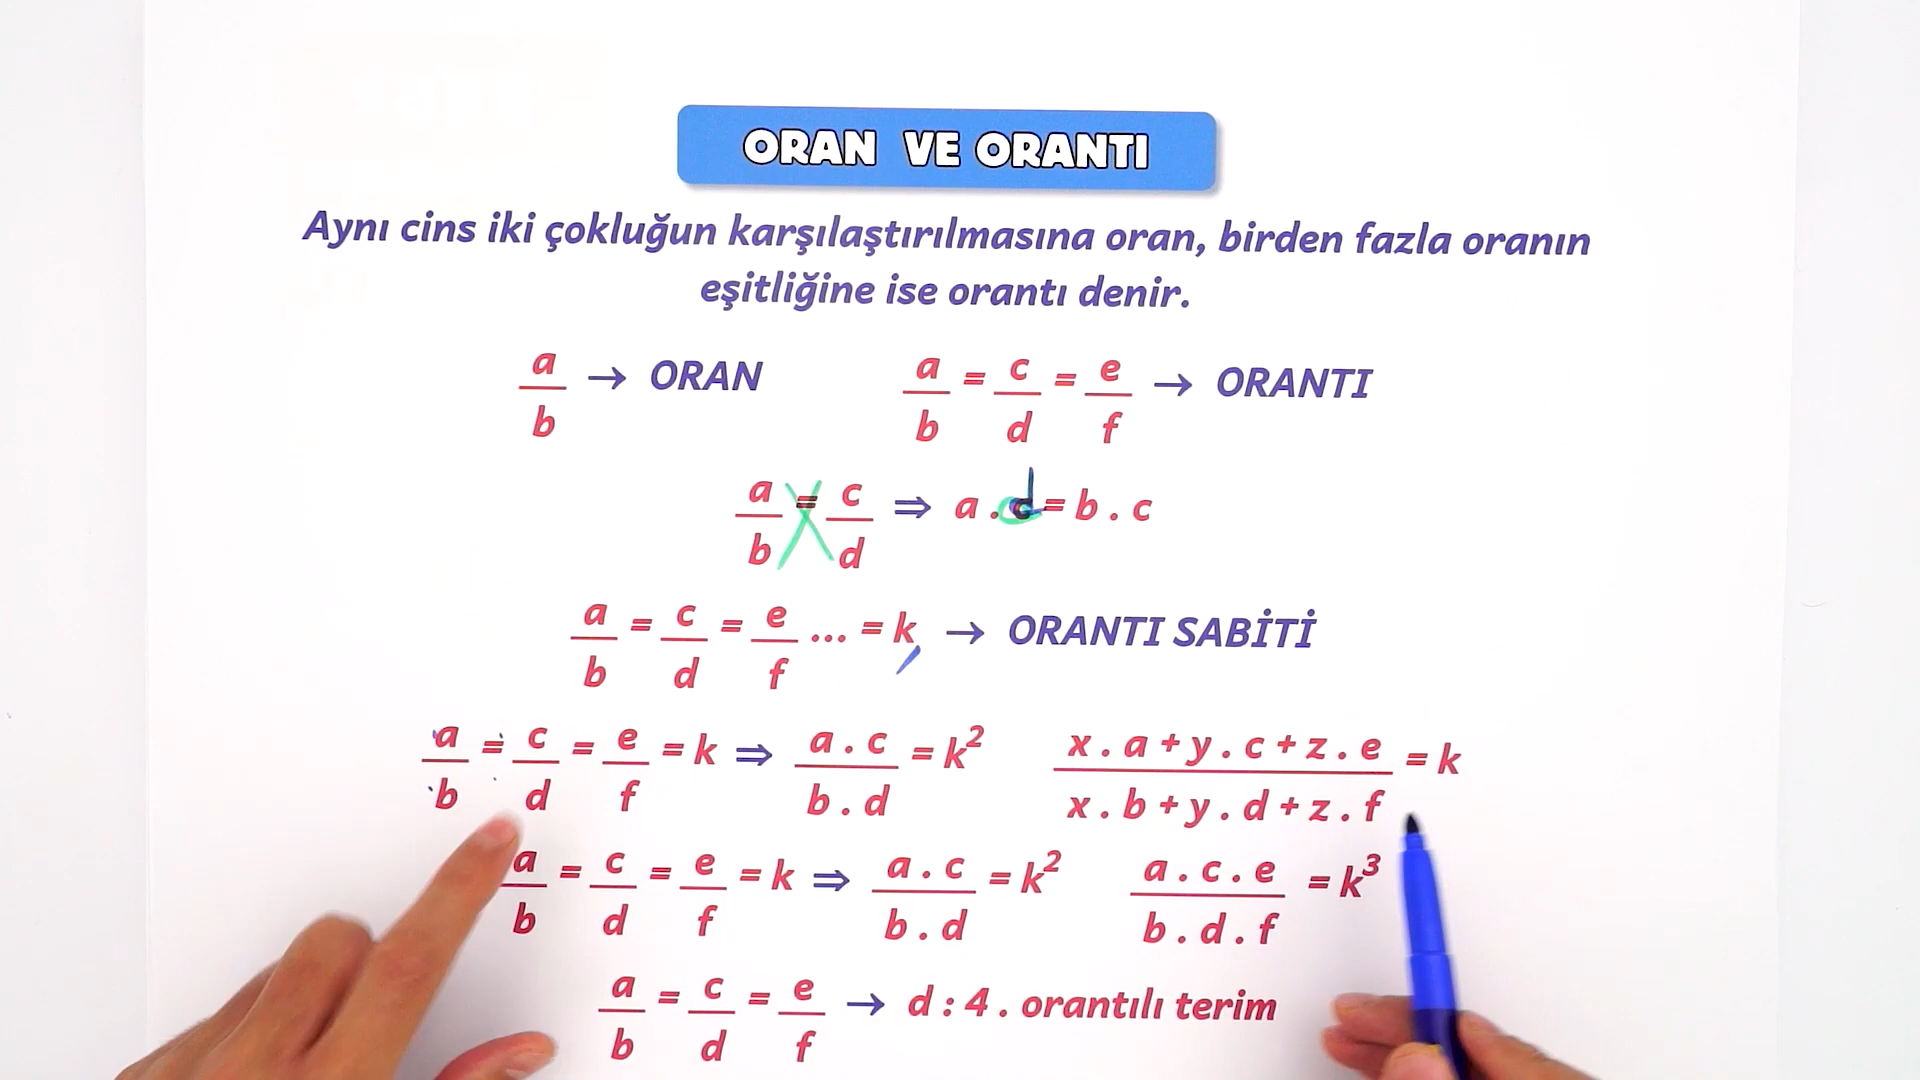 ORAN VE ORANTI
Aynı cins iki çokluğun karşılaştırılmasına oran, birden fazla oranın
eşitliğine ise orantı denir.
a/b → ORAN a/b = c/d = e/f → ORANTI
a/b = c/d ⇒ a . d = b . c
a/b = c/d = e/f ... = k, → ORANTI SABİTİ
a/b = c/d = e/f = k ⇒ a . c / b . d = k² x . a + y . c + z . e / x . b + y . d + z . f = k
a/b = c/d = e/f = k ⇒ a . c / b . d = k² a . c . e / b . d . f = k³
a/b = c/d = e/f → d : 4 . orantılı terim